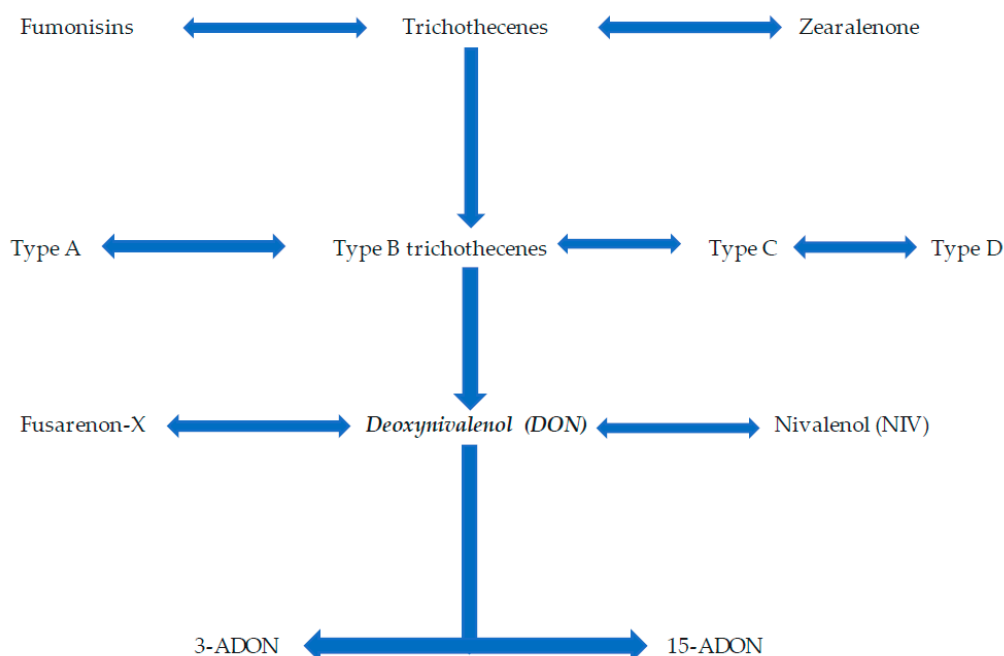 Fumonisins Trichothecenes Zearalenone
Type A Type B trichothecenes Type C Type D
Fusarenon-X Deoxynivalenol (DON) Nivalenol (NIV)
3-ADON 15-ADON